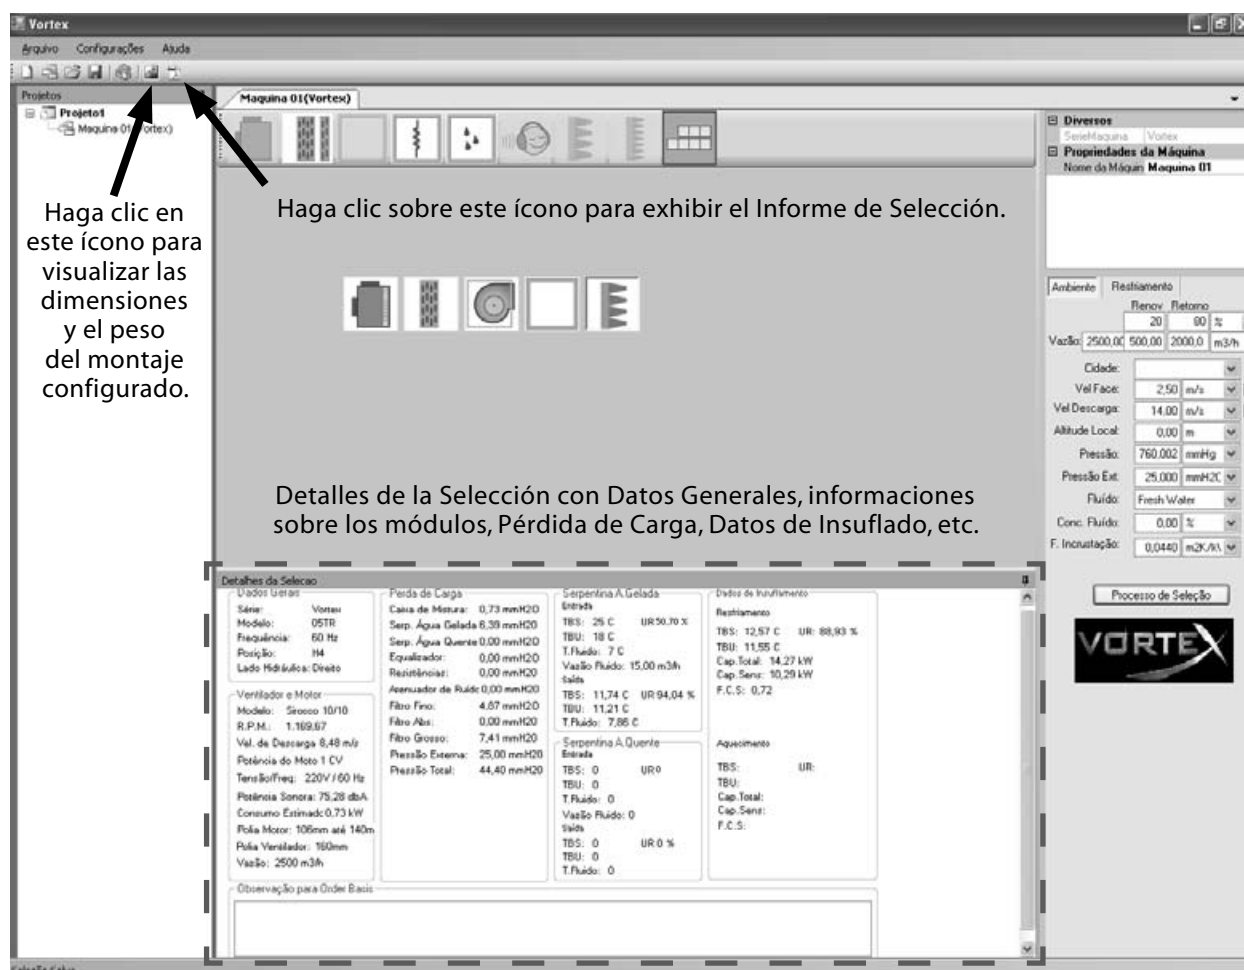 Vortex
Arquivo Configurações Ajuda
Projetos
Projeto1
Maquina 01(Vortex)
Maquina 01(Vortex)
Haga clic en
este ícono para
visualizar las
dimensiones
y el peso
del montaje
configurado.
Haga clic sobre este ícono para exhibir el Informe de Selección.
Detalles de la Selección con Datos Generales, informaciones
sobre los módulos, Pérdida de Carga, Datos de Insuflado, etc.
Diversos
SerieMaquina Vortex
Propriedades da Máquina
Nome da Máquin Maquina 01
Ambiente Resfriamento
Renov Retorno
20 80 %
Vazão: 2500,00 500,00 2000,0 m3/h
Cidade:
Vel Face: 2,50 m/s
Vel Descarga: 14,00 m/s
Altitude Local: 0,00 m
Pressão: 760,002 mmHg
Pressão Ext. 25,000 mmH2C
Fluído: Fresh Water
Conc. Fluído: 0,00 %
F. Incrustação: 0,0440 m2K/k\
Processo de Seleção
VORTEX
Detalhes da Selecao
Dados Gerais
Série: Vortex
Modelo: 05TR
Frequência: 60 Hz
Posição: H4
Lado Hidráulica: Direito
Ventilador e Motor
Modelo: Sirocco 10/10
R.P.M.: 1.169,67
Vel. de Descarga 8,48 m/s
Potência do Moto 1 CV
Tensão/Freq: 220V / 60 Hz
Potência Sonora: 75,28 dbA
Consumo Estimadc 0,73 kW
Polia Motor: 106mm até 140m
Polia Ventilador: 160mm
Vazão: 2500 m3/h
Perda de Carga
Caixa de Mistura: 0,73 mmH2O
Serp. Água Gelada 6,39 mmH2O
Serp. Água Quente 0,00 mmH2O
Equalizador: 0,00 mmH2O
Resistências: 0,00 mmH2O
Atenuador de Ruídc 0,00 mmH2O
Filtro Fino: 4,87 mmH2O
Filtro Abs: 0,00 mmH2O
Filtro Grosso: 7,41 mmH2O
Pressão Externa: 25,00 mmH2O
Pressão Total: 44,40 mmH2O
Serpentina A.Gelada
Entrada
TBS: 25 C UR 50,70 %
TBU: 18 C
T.Fluido: 7 C
Vazão Fluido: 15,00 m3/h
Saída
TBS: 11,74 C UR 94,04 %
TBU: 11,21 C
T.Fluido: 7,86 C
Serpentina A.Quente
Entrada
TBS: 0 UR 0
TBU: 0
T.Fluido: 0
Vazão Fluido: 0
Saída
TBS: 0 UR 0 %
TBU: 0
T.Fluido: 0
Dados de Insuflamento
Resfriamento
TBS: 12,57 C UR: 88,93 %
TBU: 11,55 C
Cap.Total: 14,27 kW
Cap.Sens: 10,29 kW
F.C.S: 0,72
Aquecimento
TBS: UR:
TBU:
Cap.Total:
Cap.Sens:
F.C.S:
Observação para Order Basis